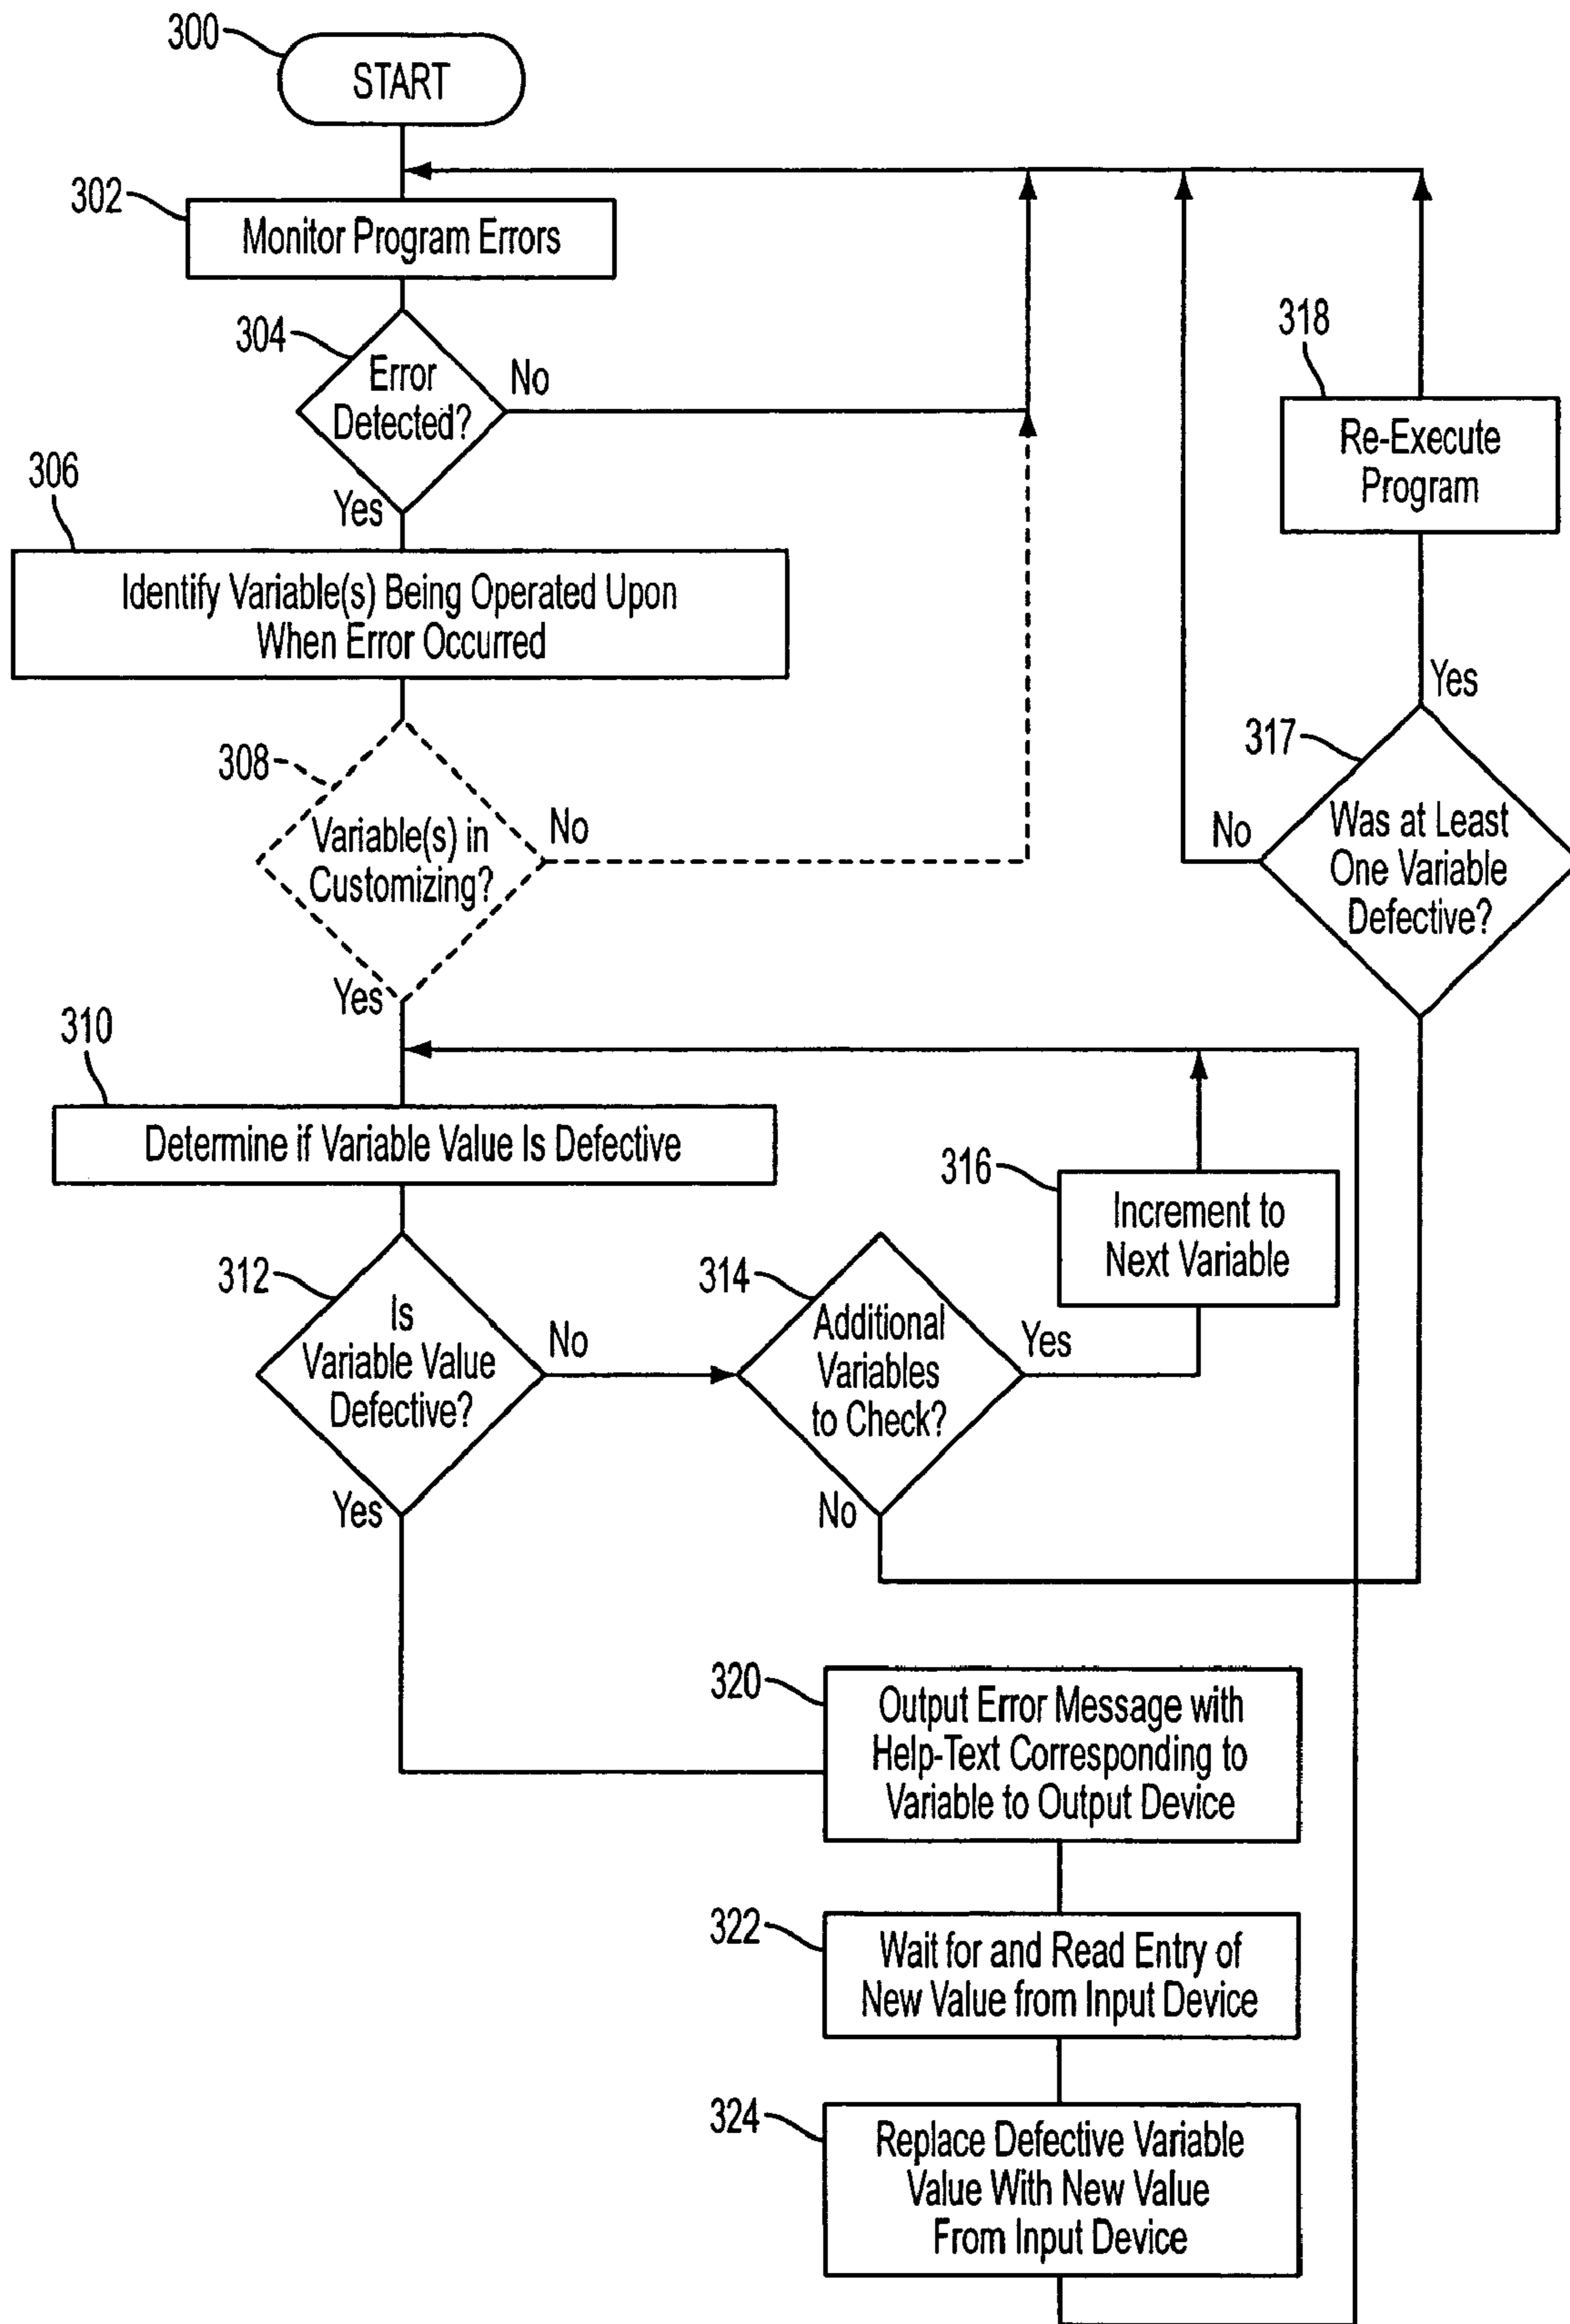 300
START
302
Monitor Program Errors
304
Error
Detected?
No
Yes
306
Identify Variable(s) Being Operated Upon
When Error Occurred
308
Variable(s) in
Customizing?
No
Yes
310
Determine if Variable Value Is Defective
312
Is
Variable Value
Defective?
No
Yes
314
Additional
Variables
to Check?
Yes
No
316
Increment to
Next Variable
317
Was at Least
One Variable
Defective?
No
Yes
318
Re-Execute
Program
320
Output Error Message with
Help-Text Corresponding to
Variable to Output Device
322
Wait for and Read Entry of
New Value from Input Device
324
Replace Defective Variable
Value With New Value
From Input Device